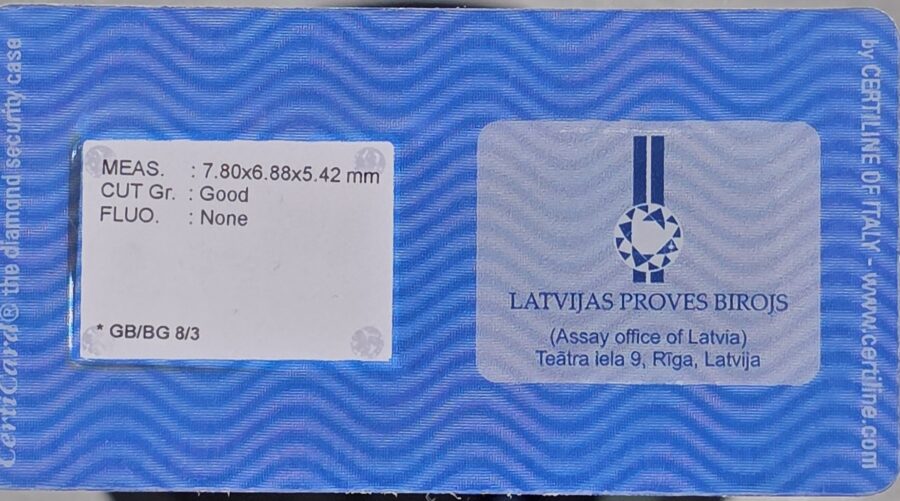 CertiCard® the diamond security case
MEAS. : 7.80x6.88x5.42 mm
CUT Gr. : Good
FLUO. : None
* GB/BG 8/3
LATVIJAS PROVES BIROJS
(Assay office of Latvia)
Teātra iela 9, Rīga, Latvija
by CERTILINE OF ITALY - www.certiline.com